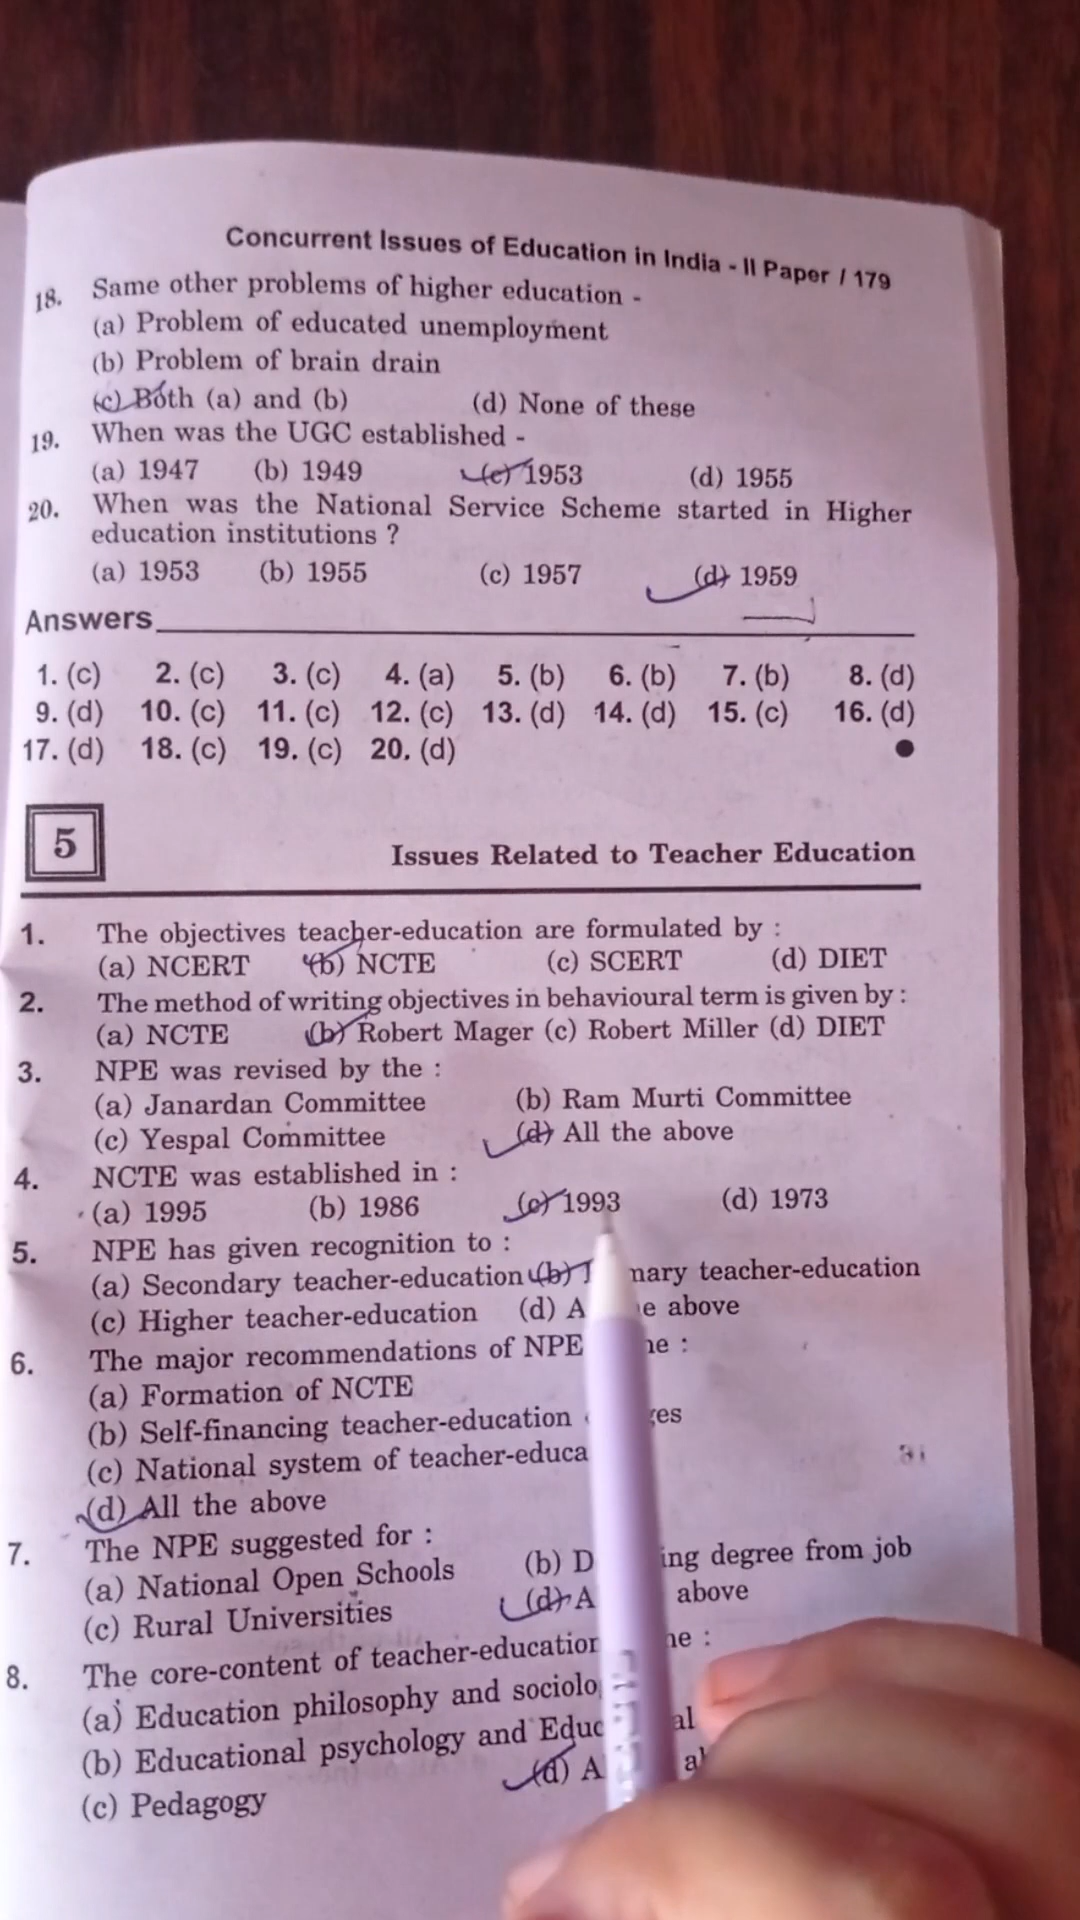 Concurrent Issues of Education in India - II Paper / 179
18. Same other problems of higher education -
(a) Problem of educated unemployment
(b) Problem of brain drain
(c) Both (a) and (b) (d) None of these
19. When was the UGC established -
(a) 1947 (b) 1949 (c) 1953 (d) 1955
20. When was the National Service Scheme started in Higher
education institutions ?
(a) 1953 (b) 1955 (c) 1957 (d) 1959
Answers
1. (c) 2. (c) 3. (c) 4. (a) 5. (b) 6. (b) 7. (b) 8. (d)
9. (d) 10. (c) 11. (c) 12. (c) 13. (d) 14. (d) 15. (c) 16. (d)
17. (d) 18. (c) 19. (c) 20. (d)
5
Issues Related to Teacher Education
1. The objectives teacher-education are formulated by :
(a) NCERT (b) NCTE (c) SCERT (d) DIET
2. The method of writing objectives in behavioural term is given by :
(a) NCTE (b) Robert Mager (c) Robert Miller (d) DIET
3. NPE was revised by the :
(a) Janardan Committee (b) Ram Murti Committee
(c) Yespal Committee (d) All the above
4. NCTE was established in :
(a) 1995 (b) 1986 (c) 1993 (d) 1973
5. NPE has given recognition to :
(a) Secondary teacher-education (b) teacher-education
(c) Higher teacher-education (d) above
6. The major recommendations of NPE :
(a) Formation of NCTE
(b) Self-financing teacher-education
(c) National system of
(d) All the above
7. The NPE suggested for :
(a) National Open Schools (b) degree from job
(c) Rural Universities (d) above
8. The core-content of :
(a) Education philosophy and
(b) Educational psychology and
(c) Pedagogy (d)